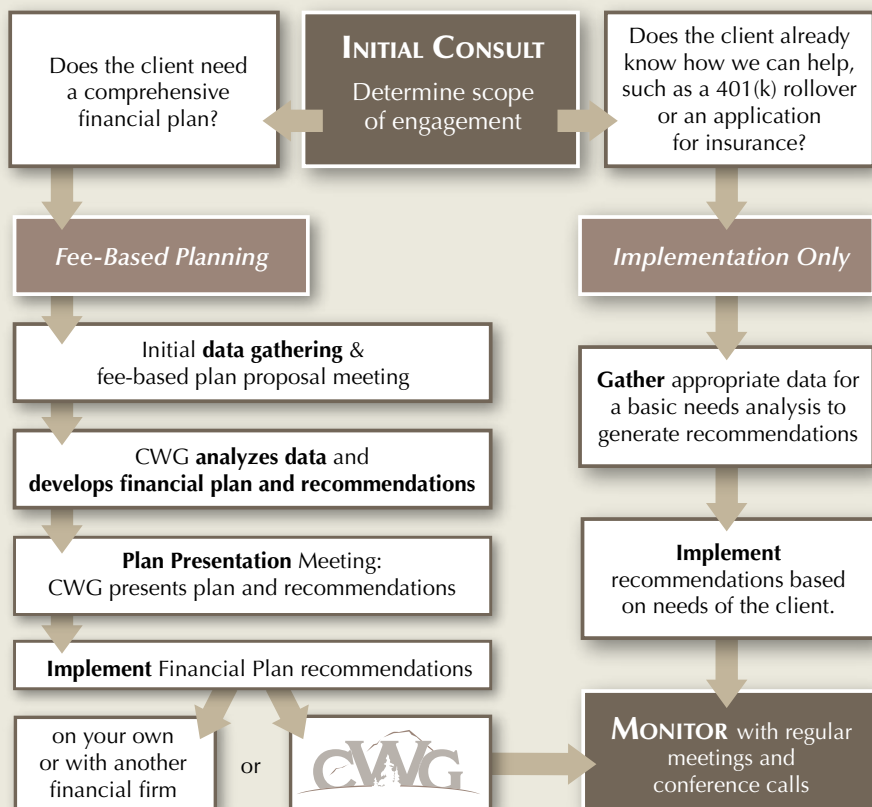 INITIAL CONSULT
Determine scope
of engagement
Does the client need
a comprehensive
financial plan?
Fee-Based Planning
Initial data gathering &
fee-based plan proposal meeting
CWG analyzes data and
develops financial plan and recommendations
Plan Presentation Meeting:
CWG presents plan and recommendations
Implement Financial Plan recommendations
on your own
or with another
financial firm
or
CWG
Does the client already
know how we can help,
such as a 401(k) rollover
or an application
for insurance?
Implementation Only
Gather appropriate data for
a basic needs analysis to
generate recommendations
Implement
recommendations based
on needs of the client.
MONITOR with regular
meetings and
conference calls